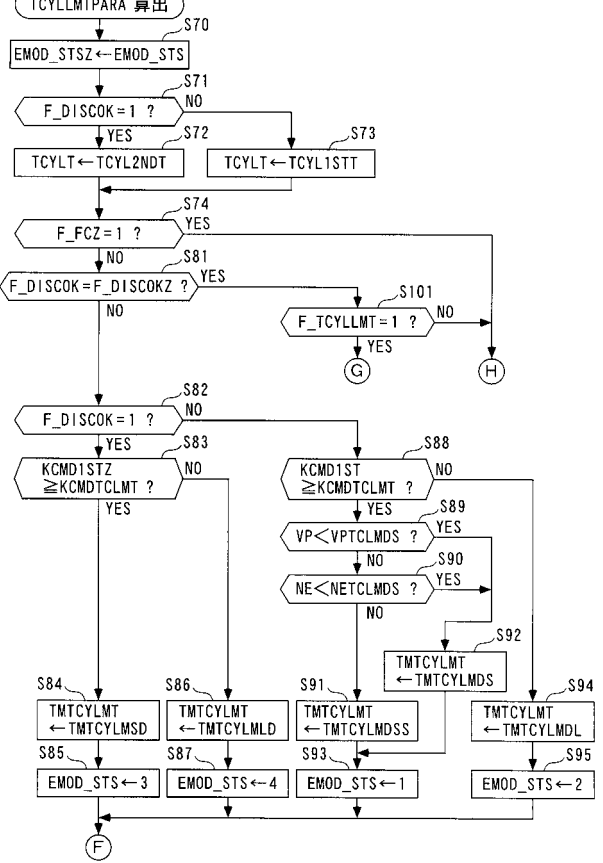 TCYLLMTPARA 算出
S70
EMOD_STSZ←EMOD_STS
S71
F_DISCOK=1 ?
NO
YES
S72
S73
TCYLT←TCYL2NDT
TCYLT←TCYL1STT
S74
F_FCZ=1 ?
YES
NO
S81
F_DISCOK=F_DISCOKZ ?
YES
NO
S101
F_TCYLLMT=1 ?
NO
YES
G
H
S82
F_DISCOK=1 ?
NO
YES
S83
KCMD1STZ
≧KCMDTCLMT ?
NO
YES
S88
KCMD1ST
≧KCMDTCLMT ?
NO
YES
S89
VP<VPTCLMDS ?
YES
NO
S90
NE<NETCLMDS ?
YES
NO
S92
TMTCYLMT
←TMTCYLMDS
S84
TMTCYLMT
←TMTCYLMSD
S86
TMTCYLMT
←TMTCYLMLD
S91
TMTCYLMT
←TMTCYLMDSS
S94
TMTCYLMT
←TMTCYLMDL
S85
EMOD_STS←3
S87
EMOD_STS←4
S93
EMOD_STS←1
S95
EMOD_STS←2
F